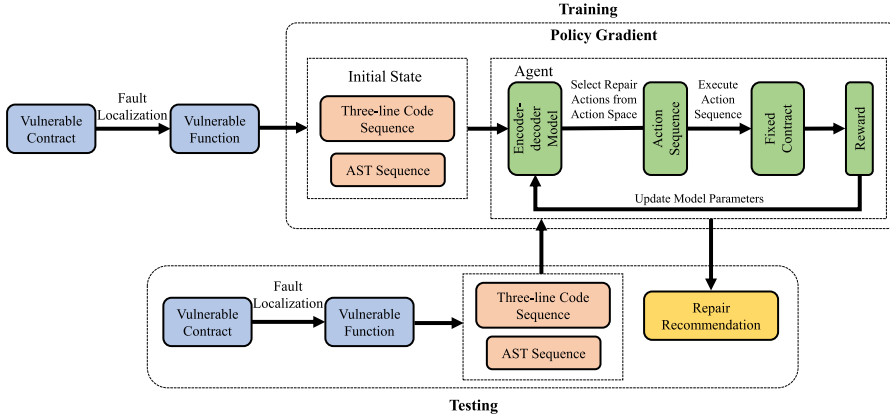 Training
Policy Gradient
Vulnerable
Contract
Fault
Localization
Vulnerable
Function
Initial State
Three-line Code
Sequence
AST Sequence
Agent
Encoder-
decoder
Model
Select Repair
Actions from
Action Space
Action
Sequence
Execute
Action
Sequence
Fixed
Contract
Reward
Update Model Parameters
Vulnerable
Contract
Fault
Localization
Vulnerable
Function
Three-line Code
Sequence
AST Sequence
Repair
Recommendation
Testing